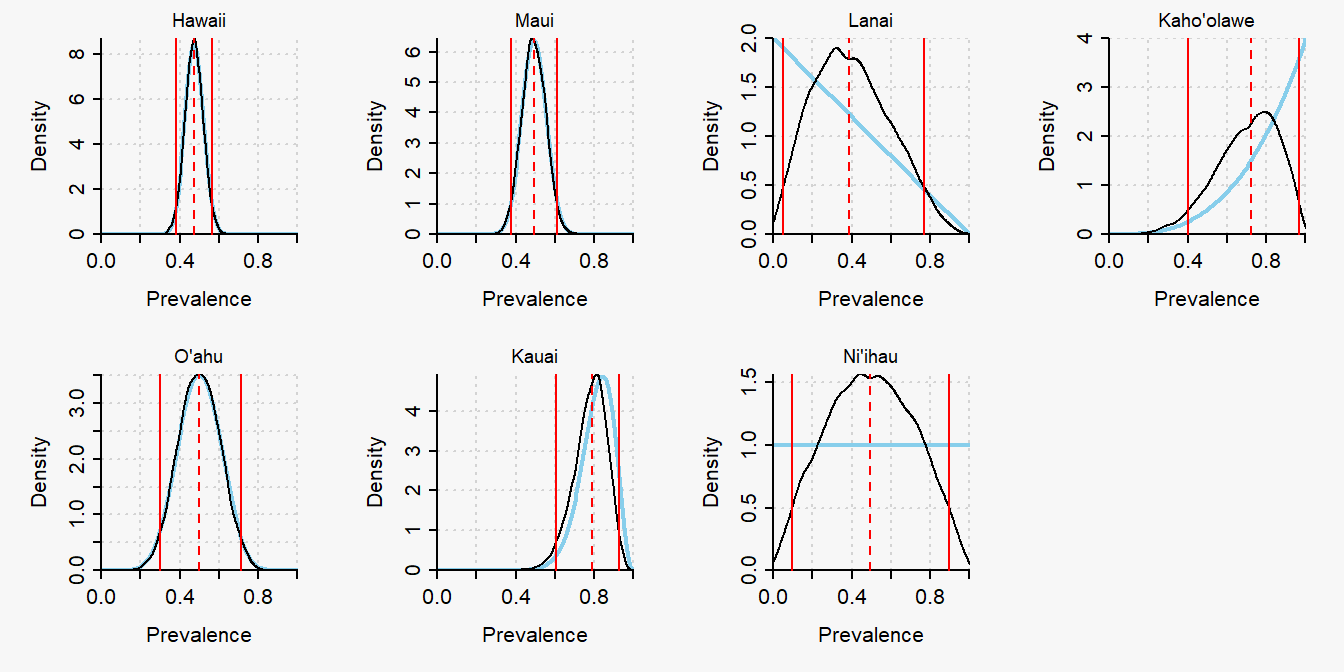 Hawaii
Density
0 2 4 6 8
0.0 0.4 0.8
Prevalence
Maui
Density
0 1 2 3 4 5 6
0.0 0.4 0.8
Prevalence
Lanai
Density
0.0 0.5 1.0 1.5 2.0
0.0 0.4 0.8
Prevalence
Kaho'olawe
Density
0 1 2 3 4
0.0 0.4 0.8
Prevalence
O'ahu
Density
0.0 1.0 2.0 3.0
0.0 0.4 0.8
Prevalence
Kauai
Density
0 1 2 3 4
0.0 0.4 0.8
Prevalence
Ni'ihau
Density
0.0 0.5 1.0 1.5
0.0 0.4 0.8
Prevalence